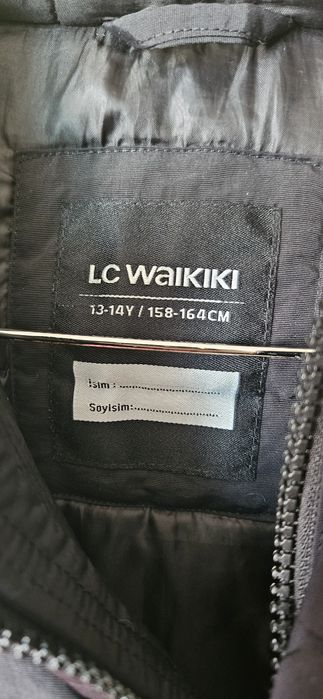 LC WAIKIKI
13-14Y / 158-164CM
İsim :...........................
Soyisim:.......................